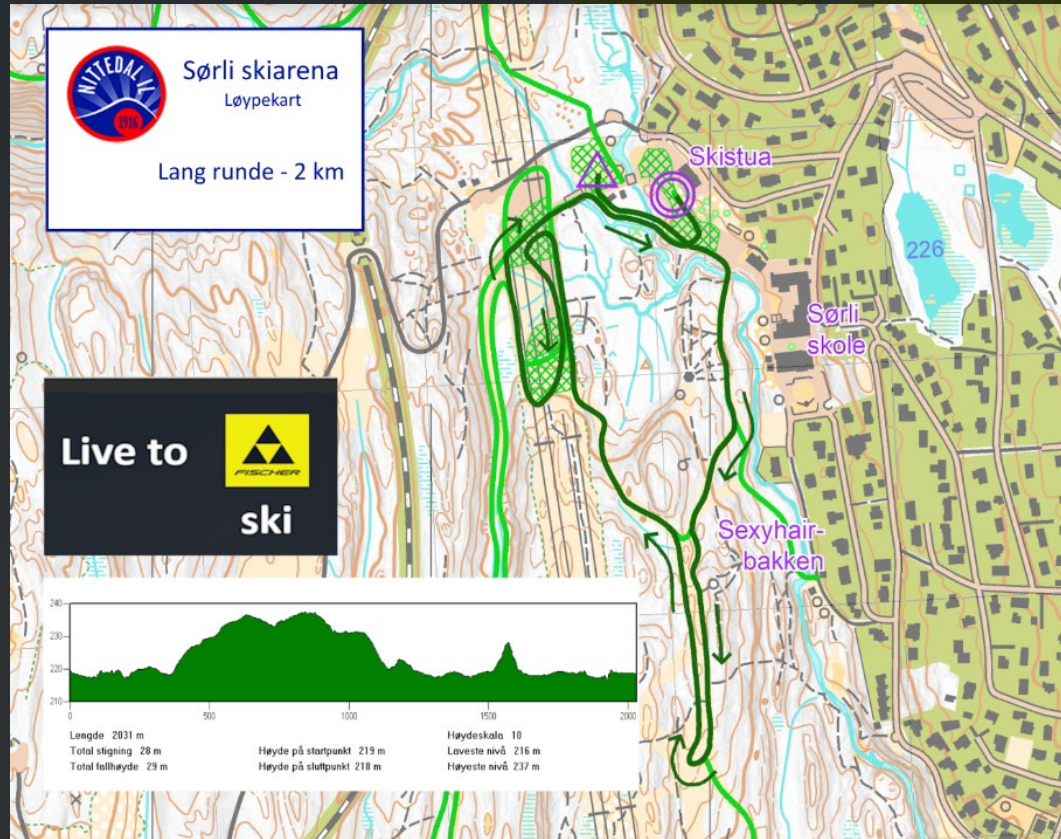 NITTEDAL I.L
1916
Sørli skiarena
Løypekart
Lang runde - 2 km
Skistua
226
Sørli
skole
Live to
FISCHER
ski
Sexyhair-
bakken
240
230
220
210
0
500
1000
1500
2000
Lengde 2031 m
Total stigning 28 m
Total fallhøyde 29 m
Høyde på startpunkt 219 m
Høyde på sluttpunkt 218 m
Høydeskala 10
Laveste nivå 216 m
Høyeste nivå 237 m